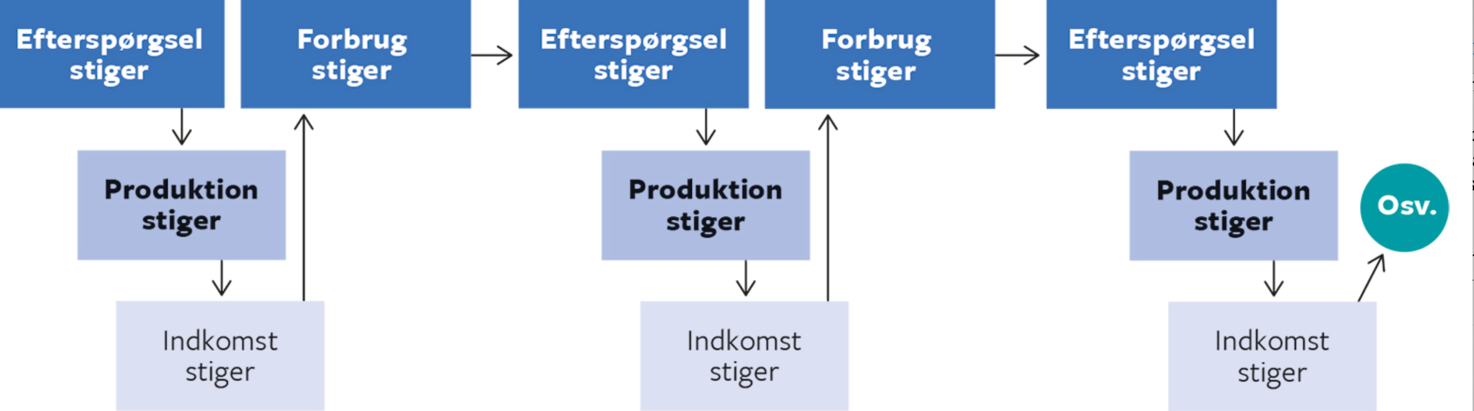 Efterspørgsel
stiger
Produktion
stiger
Indkomst
stiger
Forbrug
stiger
Efterspørgsel
stiger
Produktion
stiger
Indkomst
stiger
Forbrug
stiger
Efterspørgsel
stiger
Produktion
stiger
Indkomst
stiger
Osv.